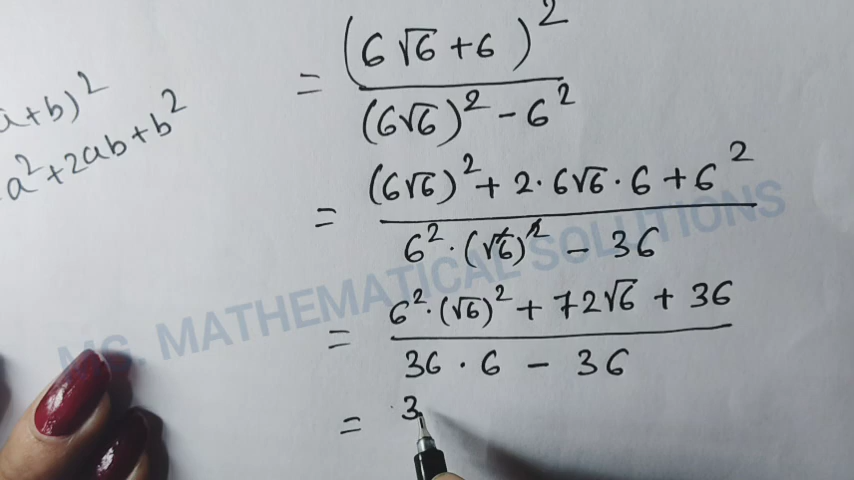 a+b)²
a²+2ab+b²
= (6√6+6)² / (6√6)² - 6²
= (6√6)² + 2·6√6·6 + 6² / 6²·(√6)² - 36
= 6²·(√6)² + 72√6 + 36 / 36·6 - 36
= 3
MS. MATHEMATICAL SOLUTIONS